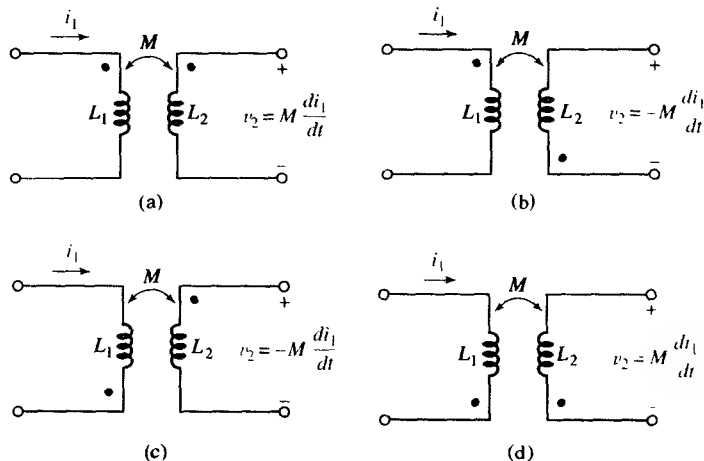 i₁
M
L₁
L₂
+
v₂ = M di₁/dt
−
(a)
i₁
M
L₁
L₂
+
v₂ = −M di₁/dt
−
(b)
i₁
M
L₁
L₂
+
v₂ = −M di₁/dt
−
(c)
i₁
M
L₁
L₂
+
v₂ = M di₁/dt
-
(d)